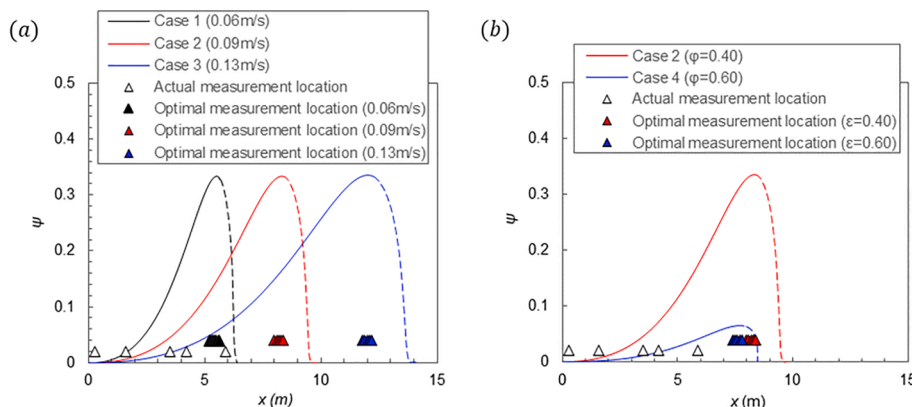 (a)
Case 1 (0.06m/s)
Case 2 (0.09m/s)
Case 3 (0.13m/s)
Actual measurement location
Optimal measurement location (0.06m/s)
Optimal measurement location (0.09m/s)
Optimal measurement location (0.13m/s)
0.5
0.4
0.3
0.2
0.1
0
ψ
0 5 10 15
x (m)
(b)
Case 2 (φ=0.40)
Case 4 (φ=0.60)
Actual measurement location
Optimal measurement location (ε=0.40)
Optimal measurement location (ε=0.60)
0.5
0.4
0.3
0.2
0.1
0
ψ
0 5 10 15
x (m)